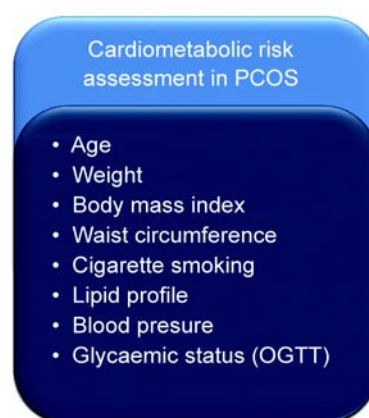 Cardiometabolic risk
assessment in PCOS
• Age
• Weight
• Body mass index
• Waist circumference
• Cigarette smoking
• Lipid profile
• Blood presure
• Glycaemic status (OGTT)